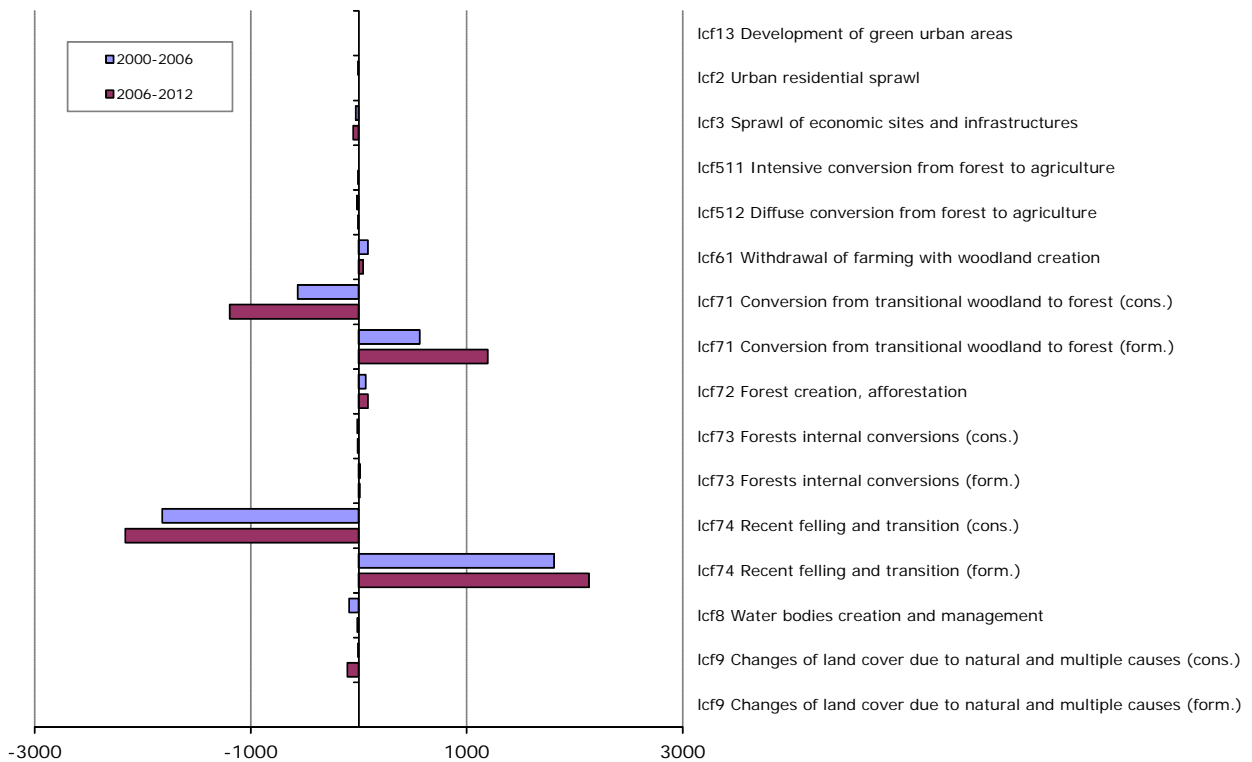 2000-2006
2006-2012
lcf13 Development of green urban areas
lcf2 Urban residential sprawl
lcf3 Sprawl of economic sites and infrastructures
lcf511 Intensive conversion from forest to agriculture
lcf512 Diffuse conversion from forest to agriculture
lcf61 Withdrawal of farming with woodland creation
lcf71 Conversion from transitional woodland to forest (cons.)
lcf71 Conversion from transitional woodland to forest (form.)
lcf72 Forest creation, afforestation
lcf73 Forests internal conversions (cons.)
lcf73 Forests internal conversions (form.)
lcf74 Recent felling and transition (cons.)
lcf74 Recent felling and transition (form.)
lcf8 Water bodies creation and management
lcf9 Changes of land cover due to natural and multiple causes (cons.)
lcf9 Changes of land cover due to natural and multiple causes (form.)
-3000 -1000 1000 3000